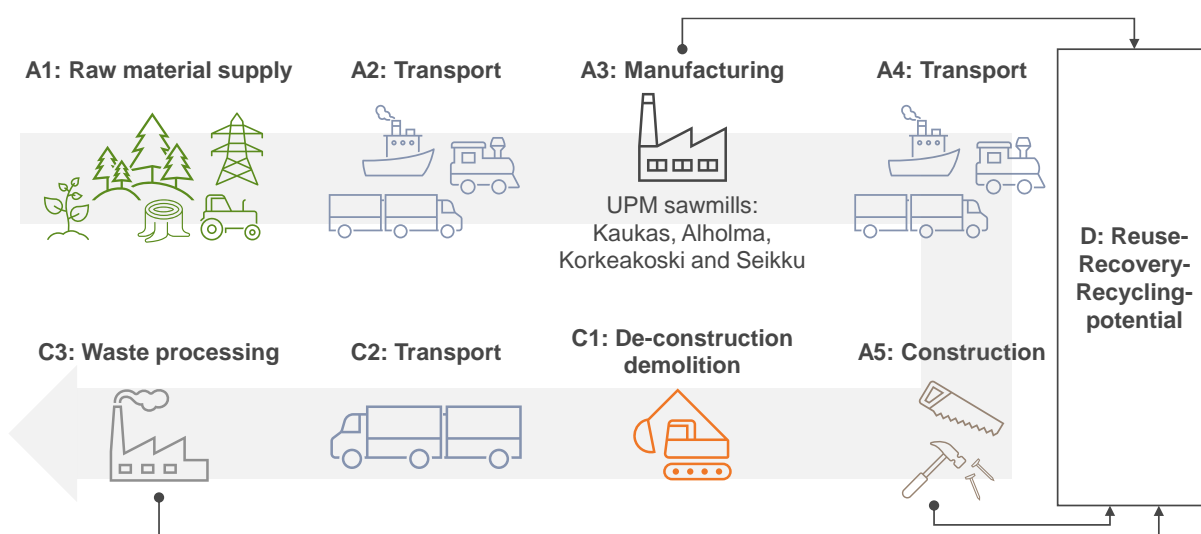 A1: Raw material supply
A2: Transport
A3: Manufacturing
A4: Transport
UPM sawmills:
Kaukas, Alholma,
Korkeakoski and Seikku
D: Reuse-
Recovery-
Recycling-
potential
C3: Waste processing
C2: Transport
C1: De-construction
demolition
A5: Construction